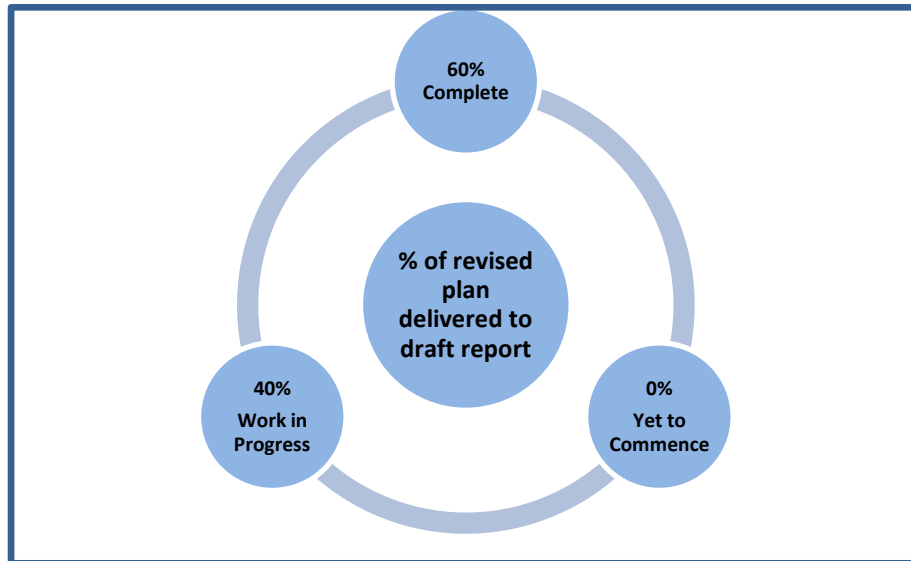 60%
Complete
% of revised
plan
delivered to
draft report
40%
Work in
Progress
0%
Yet to
Commence